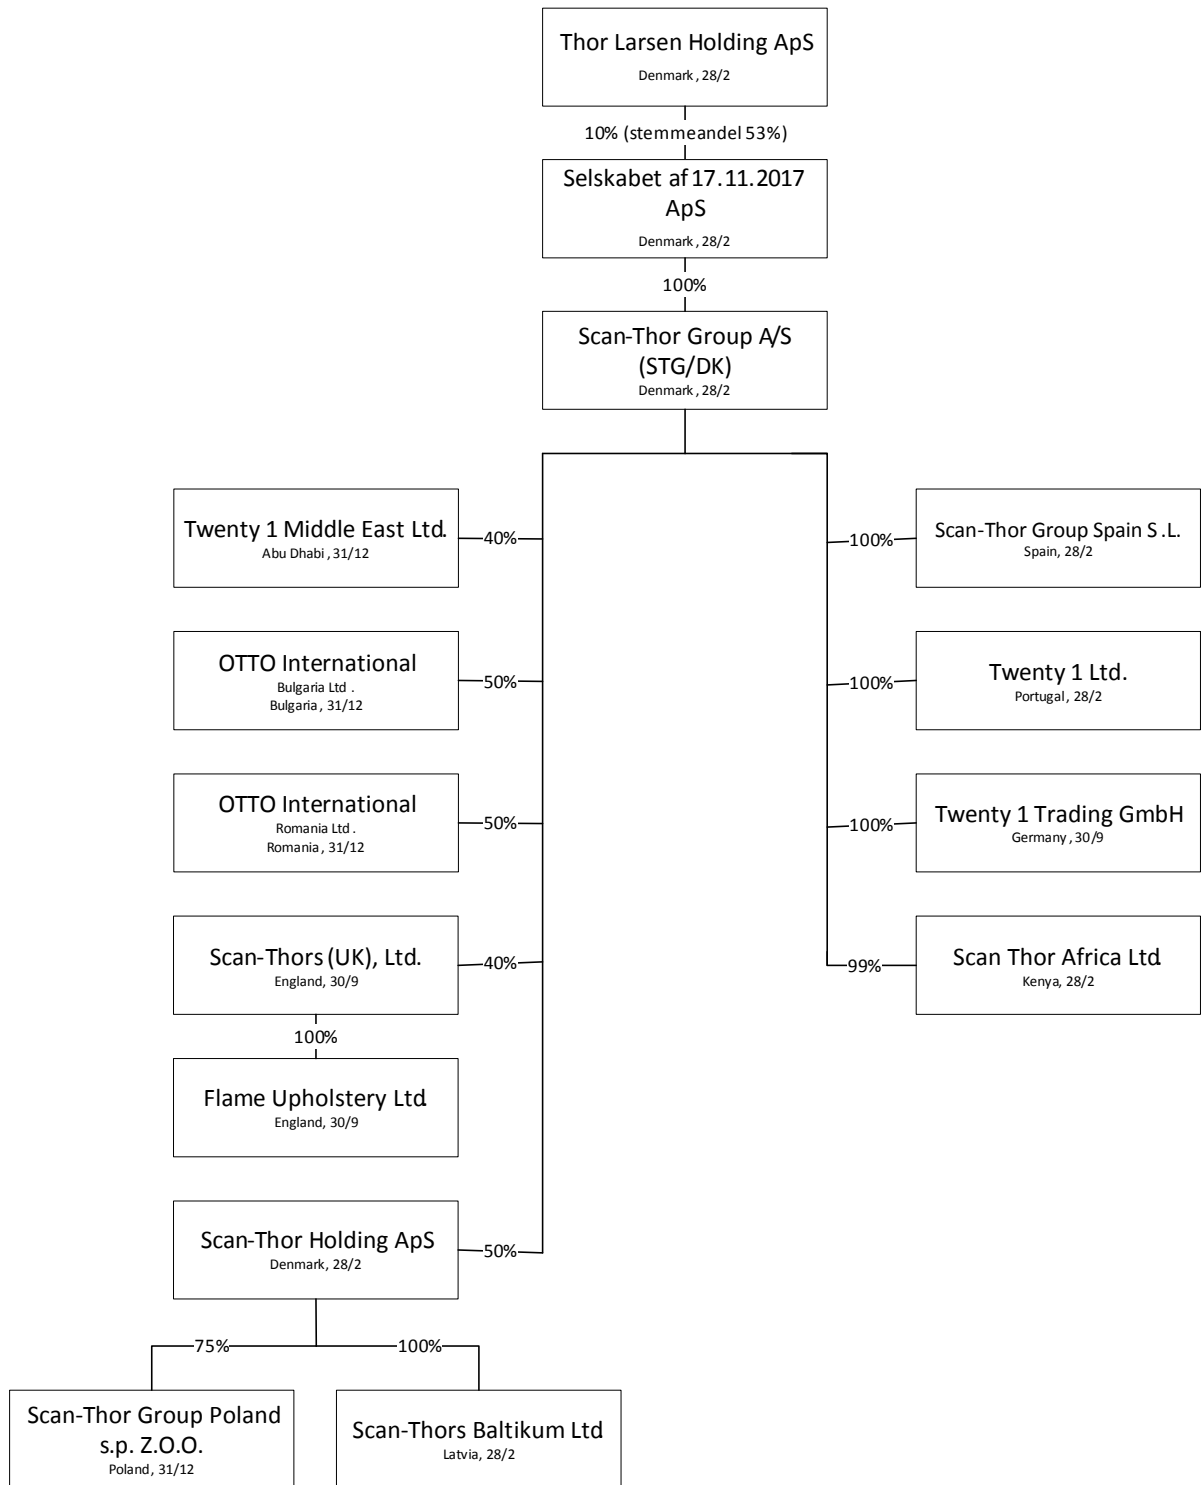 Thor Larsen Holding ApS
Denmark, 28/2
10% (stemmeandel 53%)
Selskabet af 17.11.2017
ApS
Denmark, 28/2
100%
Scan-Thor Group A/S
(STG/DK)
Denmark, 28/2
Twenty 1 Middle East Ltd.
Abu Dhabi, 31/12
40%
100%
Scan-Thor Group Spain S.L.
Spain, 28/2
OTTO International
Bulgaria Ltd.
Bulgaria, 31/12
50%
100%
Twenty 1 Ltd.
Portugal, 28/2
OTTO International
Romania Ltd.
Romania, 31/12
50%
100%
Twenty 1 Trading GmbH
Germany, 30/9
Scan-Thors (UK), Ltd.
England, 30/9
40%
99%
Scan Thor Africa Ltd.
Kenya, 28/2
100%
Flame Upholstery Ltd.
England, 30/9
Scan-Thor Holding ApS
Denmark, 28/2
50%
75%
100%
Scan-Thor Group Poland
s.p. Z.O.O.
Poland, 31/12
Scan-Thors Baltikum Ltd.
Latvia, 28/2